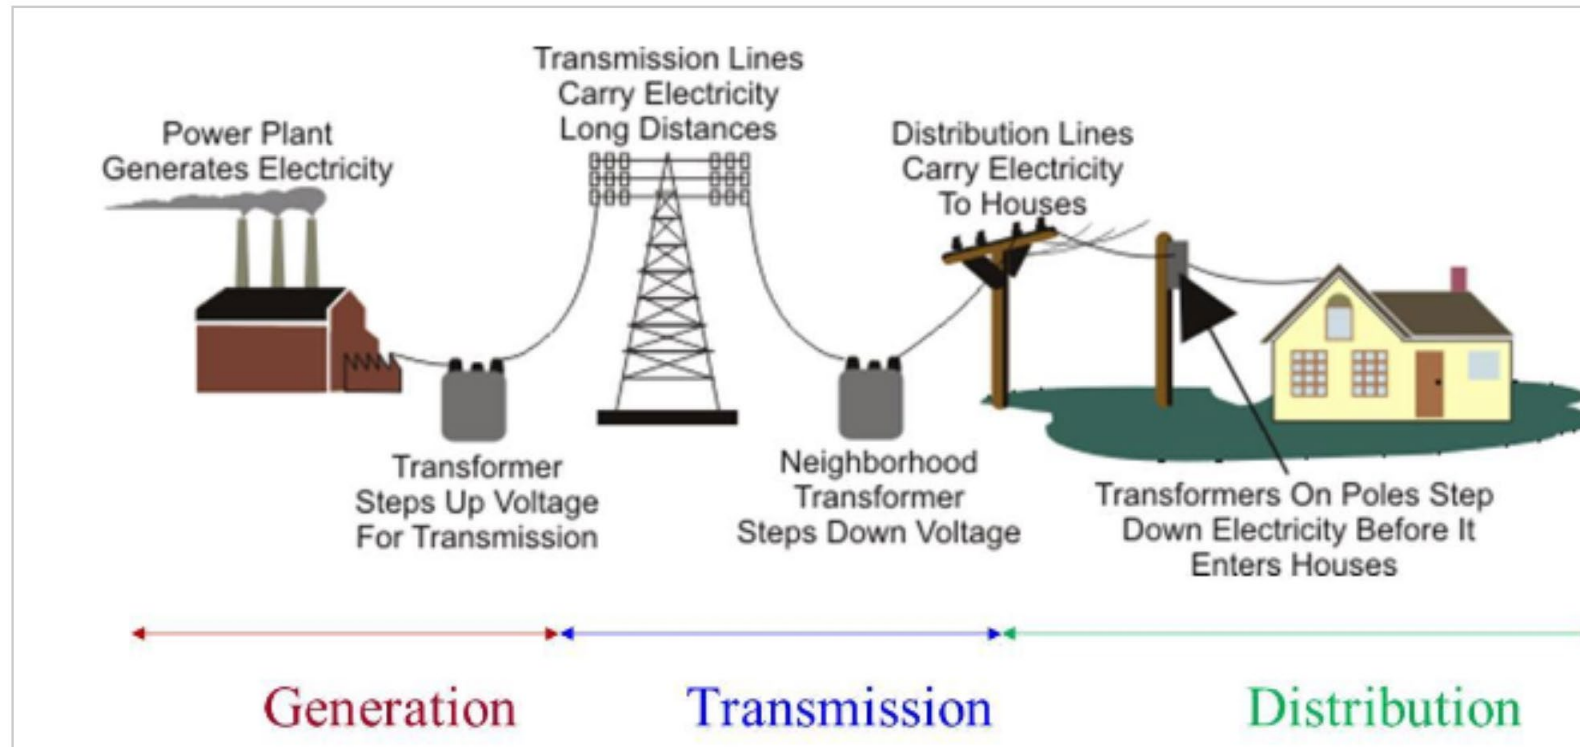 Power Plant
Generates Electricity
Transmission Lines
Carry Electricity
Long Distances
Distribution Lines
Carry Electricity
To Houses
Transformer
Steps Up Voltage
For Transmission
Neighborhood
Transformer
Steps Down Voltage
Transformers On Poles Step
Down Electricity Before It
Enters Houses
Generation
Transmission
Distribution